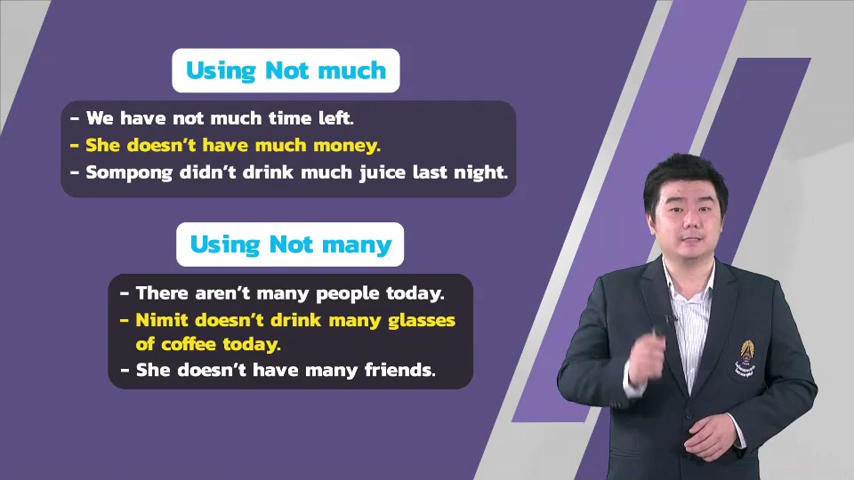 Using Not much
- We have not much time left.
- She doesn't have much money.
- Sompong didn't drink much juice last night.
Using Not many
- There aren't many people today.
- Nimit doesn't drink many glasses
of coffee today.
- She doesn't have many friends.